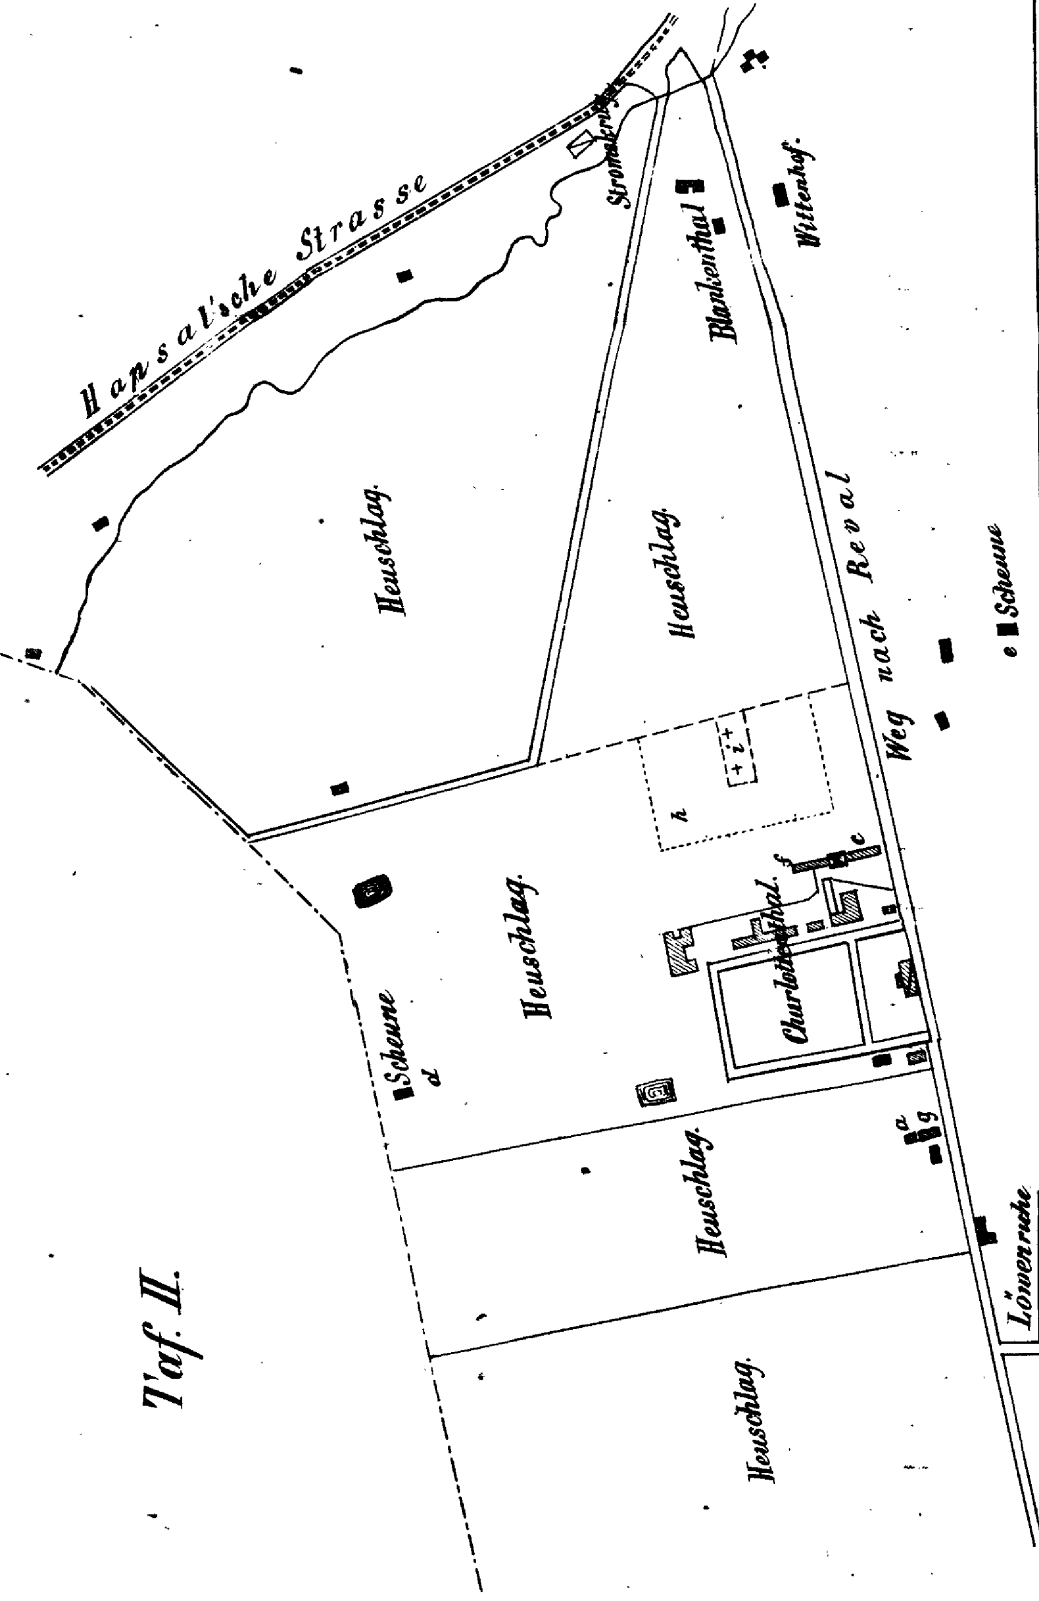 Taf. II.
Hapsal'sche Strasse
Stromskrug
Blankenthal
Wittenhof.
Heuschlag.
Heuschlag.
Weg nach Reval
e Scheune
h
+ i +
+
Heuschlag.
f
c
Charlottenthal.
Scheune
d
Heuschlag.
a
g
Heuschlag.
Löwenruhe